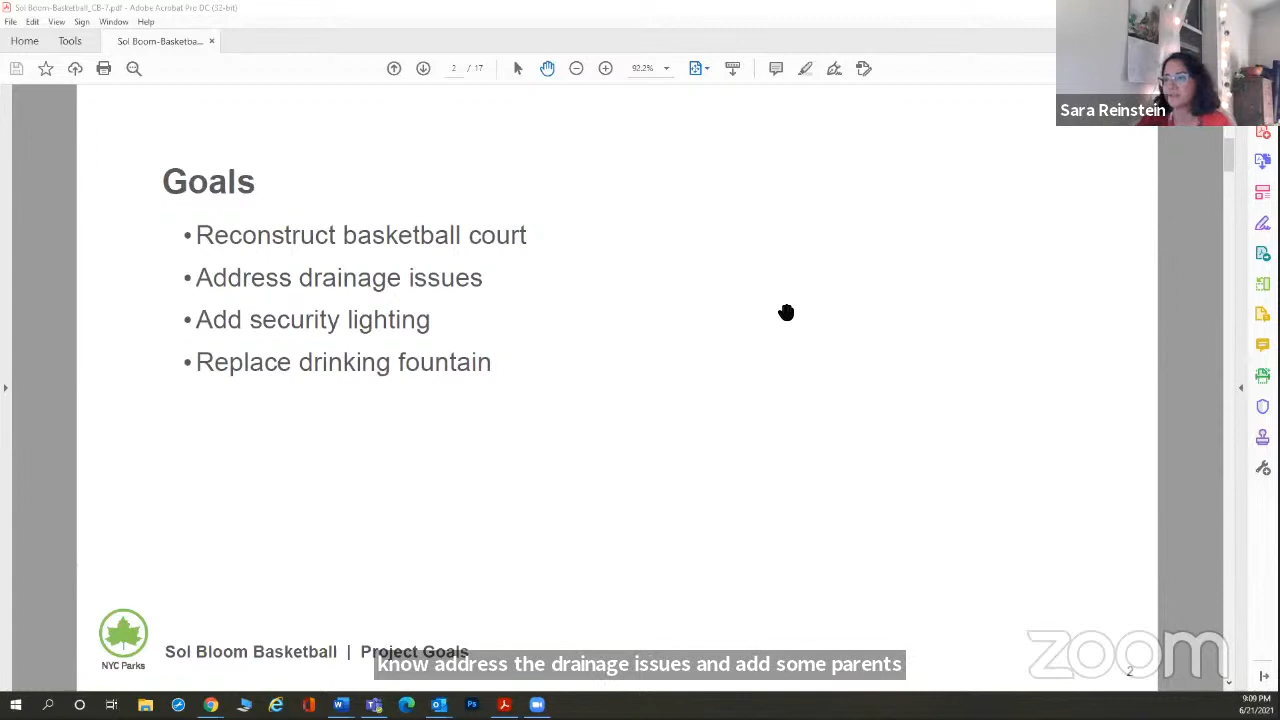 Sol Boom-Basketball_CB-7.pdf - Adobe Acrobat Pro DC (32-bit)
File Edit View Sign Window Help
Home Tools Sol Boom-Basketba... ×
2 / 17 92.2%
Sara Reinstein
Goals
•Reconstruct basketball court
•Address drainage issues
•Add security lighting
•Replace drinking fountain
NYC Parks
Sol Bloom Basketball | Project Goals
know address the drainage issues and add some parents
2
zoom
9:09 PM
6/21/2021